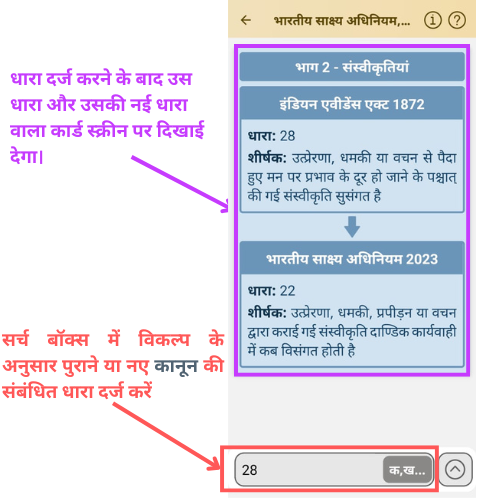 भारतीय साक्ष्य अधिनियम,...
भाग 2 - संस्वीकृतियां
धारा दर्ज करने के बाद उस
धारा और उसकी नई धारा
वाला कार्ड स्क्रीन पर दिखाई
देगा।
इंडियन एवीडेंस एक्ट 1872
धारा: 28
शीर्षक: उत्प्रेरणा, धमकी या वचन से पैदा
हुए मन पर प्रभाव के दूर हो जाने के पश्चात्
की गई संस्वीकृति सुसंगत है
भारतीय साक्ष्य अधिनियम 2023
धारा: 22
शीर्षक: उत्प्रेरणा, धमकी, प्रपीड़न या वचन
द्वारा कराई गई संस्वीकृति दाण्डिक कार्यवाही
में कब विसंगत होती है
सर्च बॉक्स में विकल्प के
अनुसार पुराने या नए कानून की
संबंधित धारा दर्ज करें
28
क,ख...